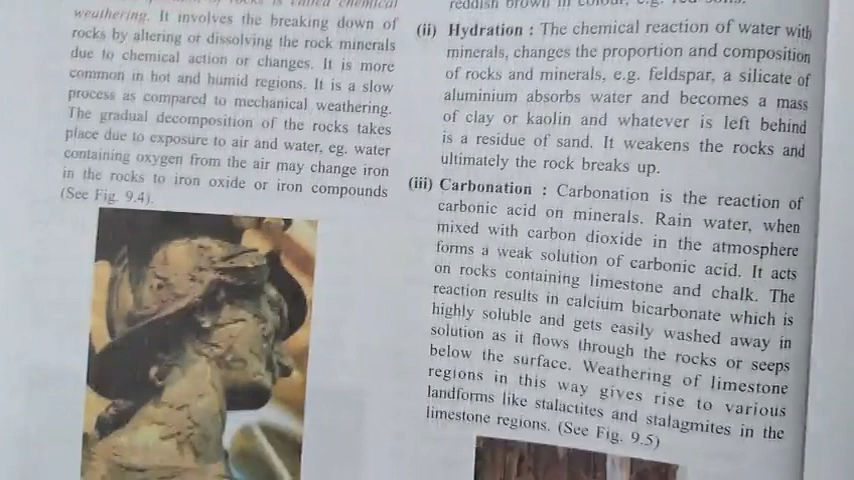 of rocks is called chemical
weathering. It involves the breaking down of
rocks by altering or dissolving the rock minerals
due to chemical action or changes. It is more
common in hot and humid regions. It is a slow
process as compared to mechanical weathering.
The gradual decomposition of the rocks takes
place due to exposure to air and water, eg. water
containing oxygen from the air may change iron
in the rocks to iron oxide or iron compounds
(See Fig. 9.4).
reddish brown in colour, e.g. red soils.
(ii) Hydration : The chemical reaction of water with
minerals, changes the proportion and composition
of rocks and minerals, e.g. feldspar, a silicate of
aluminium absorbs water and becomes a mass
of clay or kaolin and whatever is left behind
is a residue of sand. It weakens the rocks and
ultimately the rock breaks up.
(iii) Carbonation : Carbonation is the reaction of
carbonic acid on minerals. Rain water, when
mixed with carbon dioxide in the atmosphere
forms a weak solution of carbonic acid. It acts
on rocks containing limestone and chalk. The
reaction results in calcium bicarbonate which is
highly soluble and gets easily washed away in
solution as it flows through the rocks or seeps
below the surface. Weathering of limestone
regions in this way gives rise to various
landforms like stalactites and stalagmites in the
limestone regions. (See Fig. 9.5)